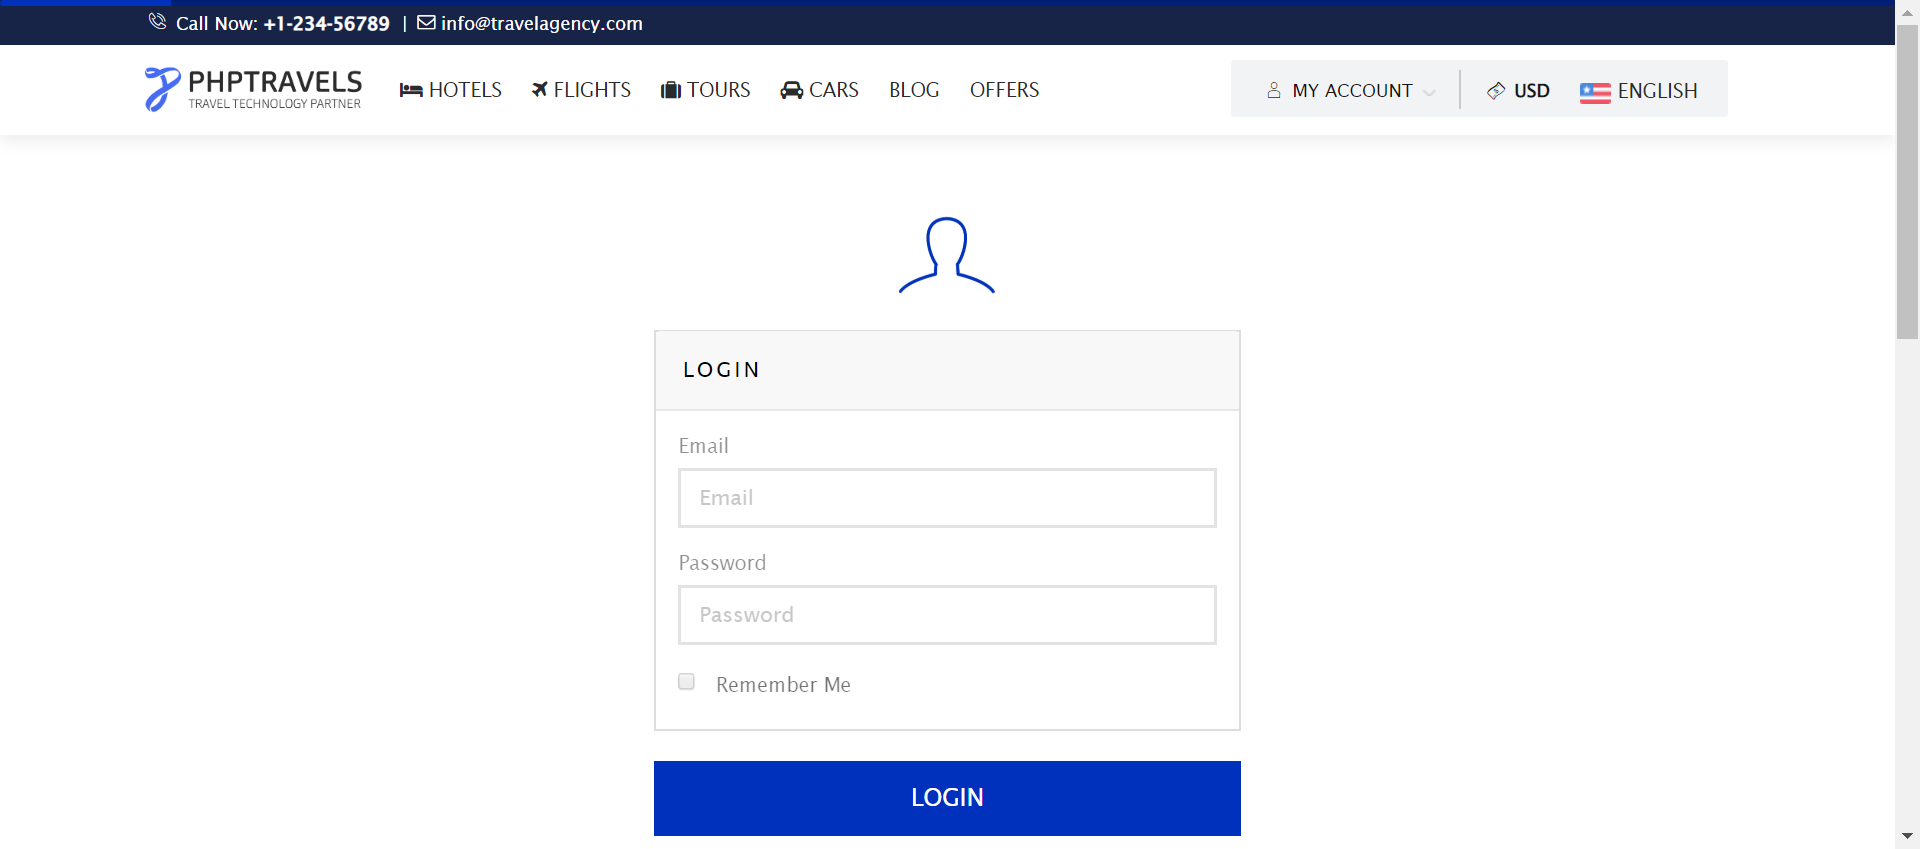 Call Now: +1-234-56789 | info@travelagency.com
PHPTRAVELS
TRAVEL TECHNOLOGY PARTNER
HOTELS FLIGHTS TOURS CARS BLOG OFFERS MY ACCOUNT USD ENGLISH
LOGIN
Email
Email
Password
Password
Remember Me
LOGIN